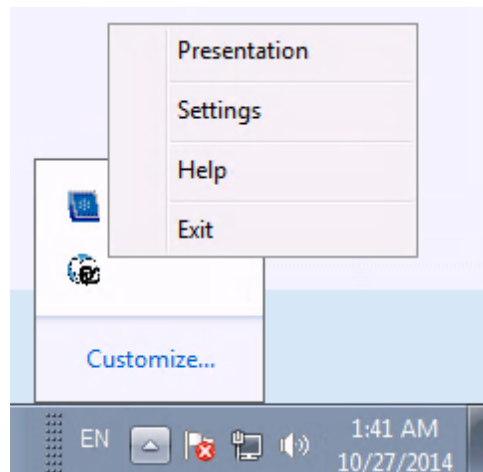 Presentation
Settings
Help
Exit
Customize...
EN
1:41 AM
10/27/2014